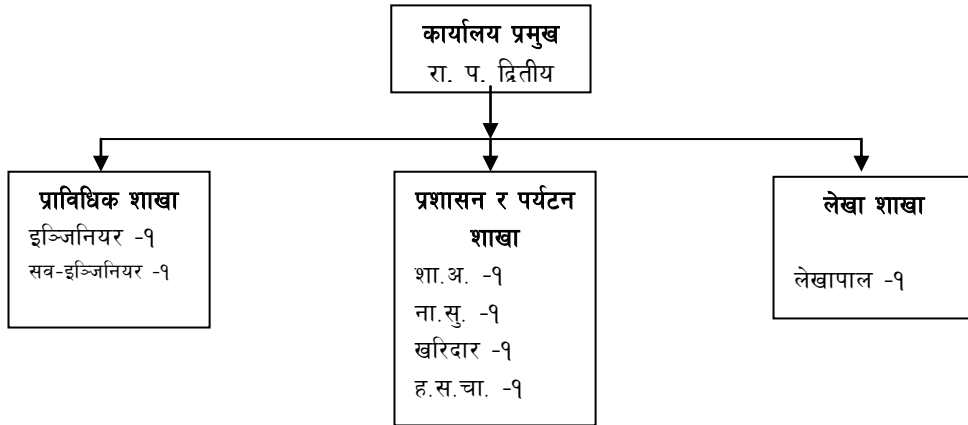 कार्यालय प्रमुख
रा. प. द्वितीय
प्राविधिक शाखा
इञ्जिनियर -१
सव-इञ्जिनियर -१
प्रशासन र पर्यटन
शाखा
शा.अ. -१
ना.सु. -१
खरिदार -१
ह.स.चा. -१
लेखा शाखा
लेखापाल -१